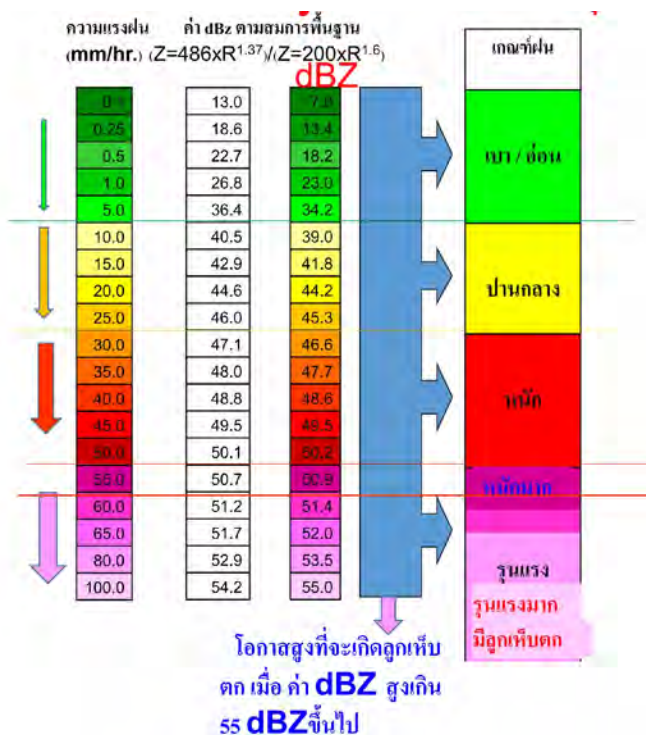 ความแรงฝน ค่า dBz ตามสมการพื้นฐาน
(mm/hr.) (Z=486xR1.37)/(Z=200xR1.6)
dBZ
เกณฑ์ฝน
13.0 7.0
0.25 18.6 13.4
0.5 22.7 18.2
1.0 26.8 23.0
5.0 36.4 34.2
เบา / อ่อน
10.0 40.5 39.0
15.0 42.9 41.8
20.0 44.6 44.2
25.0 46.0 45.3
ปานกลาง
30.0 47.1 46.6
35.0 48.0 47.7
40.0 48.8 48.6
45.0 49.5 49.5
50.0 50.1 50.2
หนัก
55.0 50.7 50.9
หนักมาก
60.0 51.2 51.4
65.0 51.7 52.0
80.0 52.9 53.5
100.0 54.2 55.0
รุนแรง
รุนแรงมาก
มีลูกเห็บตก
โอกาสสูงที่จะเกิดลูกเห็บ
ตก เมื่อ ค่า dBZ สูงเกิน
55 dBZขึ้นไป